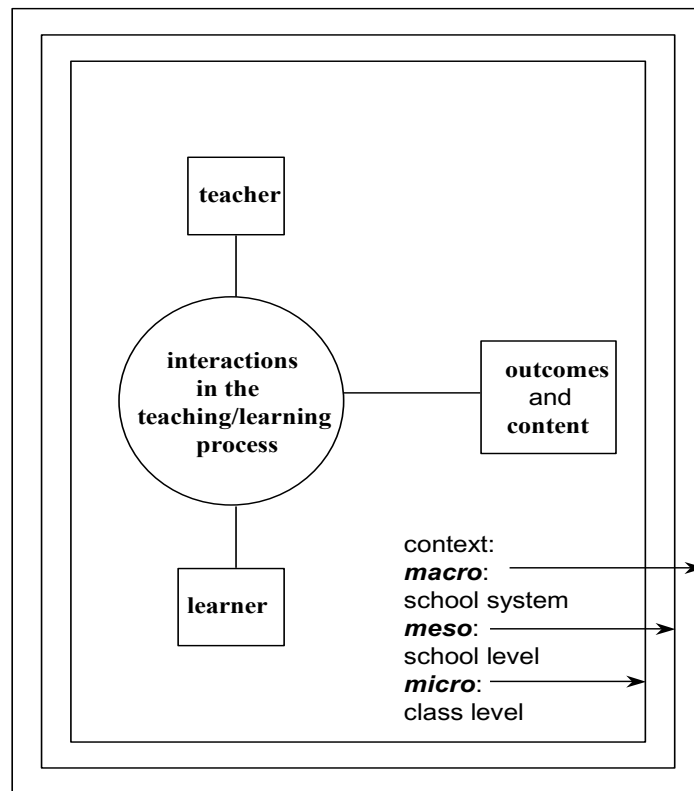 teacher
interactions
in the
teaching/learning
process
outcomes
and
content
learner
context:
macro:
school system
meso:
school level
micro:
class level